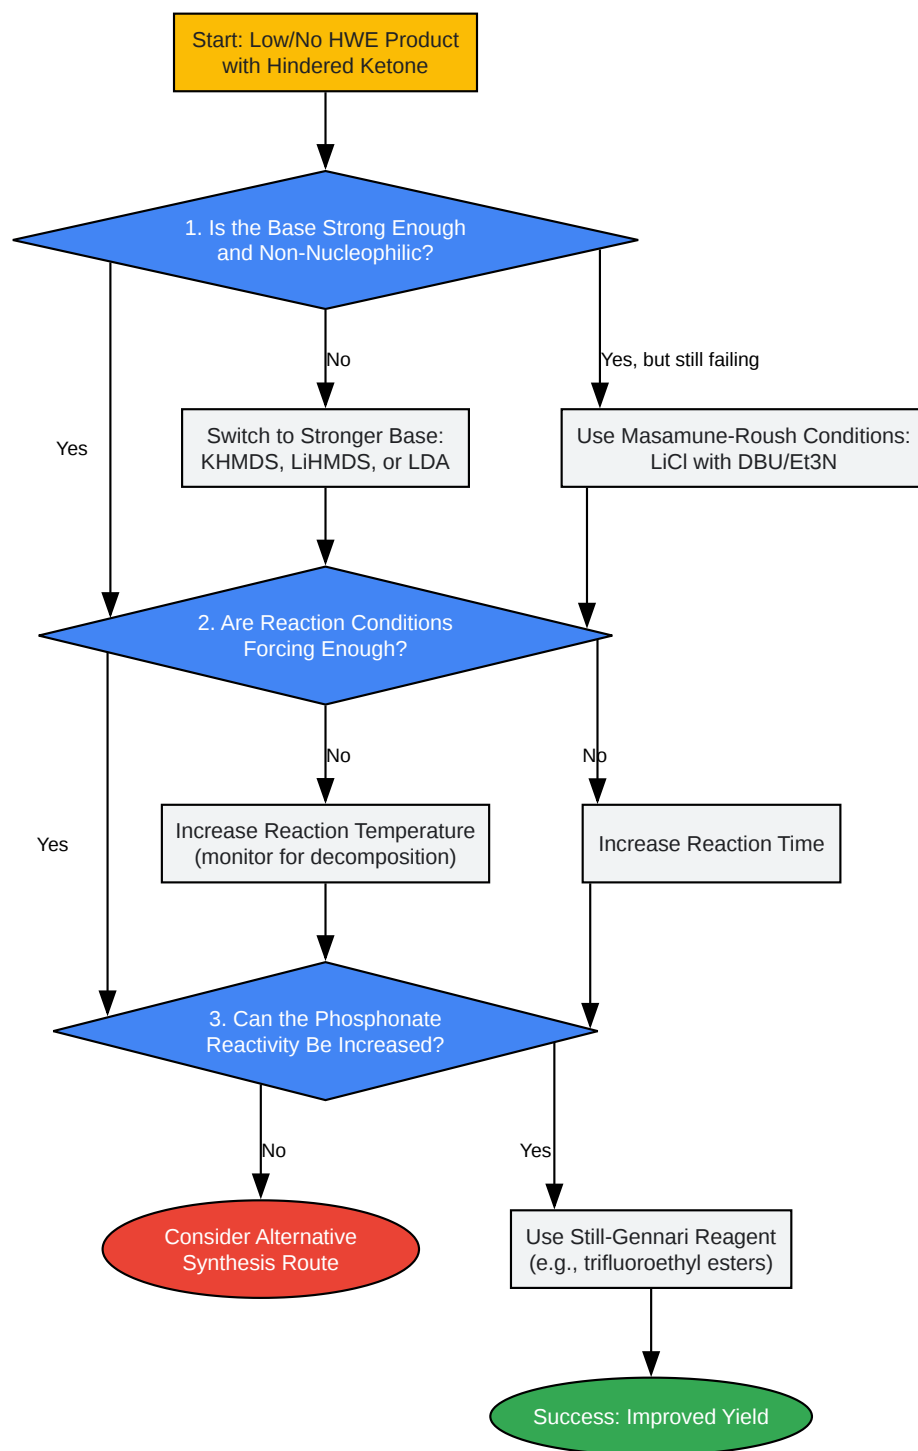 Start: Low/No HWE Product
with Hindered Ketone
1. Is the Base Strong Enough
and Non-Nucleophilic?
No
Yes, but still failing
Yes
Switch to Stronger Base:
KHMDS, LiHMDS, or LDA
Use Masamune-Roush Conditions:
LiCl with DBU/Et3N
2. Are Reaction Conditions
Forcing Enough?
No
No
Yes
Increase Reaction Temperature
(monitor for decomposition)
Increase Reaction Time
3. Can the Phosphonate
Reactivity Be Increased?
No
Yes
Consider Alternative
Synthesis Route
Use Still-Gennari Reagent
(e.g., trifluoroethyl esters)
Success: Improved Yield